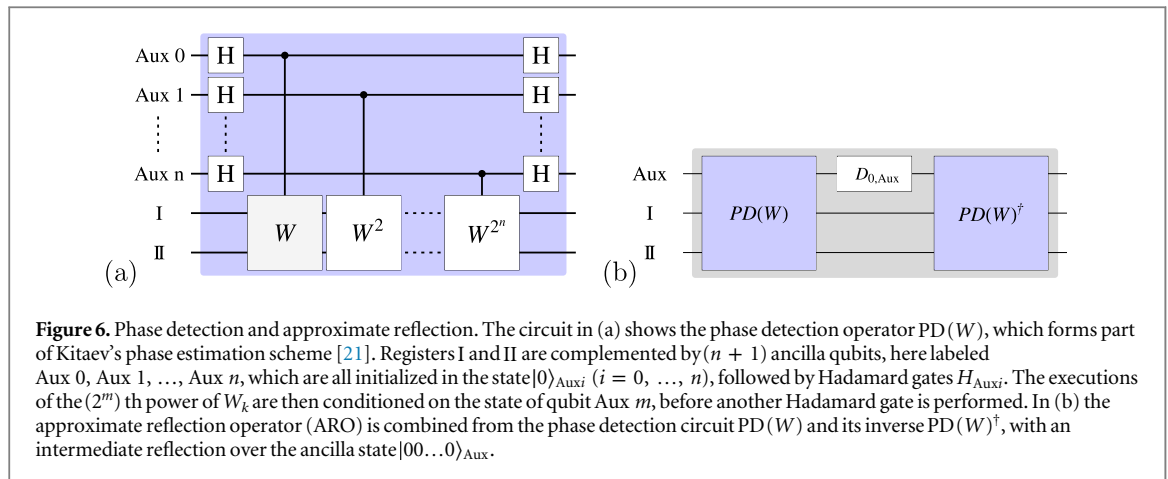 Aux 0 H H
Aux 1 H H
Aux n H H
I
II
W W^2 W^{2^n}
(a)
Aux D_{0,Aux}
I
II
PD(W) PD(W)^†
(b)
Figure 6. Phase detection and approximate reflection. The circuit in (a) shows the phase detection operator PD(W), which forms part
of Kitaev's phase estimation scheme [21]. Registers I and II are complemented by (n + 1) ancilla qubits, here labeled
Aux 0, Aux 1, …, Aux n, which are all initialized in the state|0⟩_{Auxi} (i = 0, …, n), followed by Hadamard gates H_{Auxi}. The executions
of the (2^m) th power of W_k are then conditioned on the state of qubit Aux m, before another Hadamard gate is performed. In (b) the
approximate reflection operator (ARO) is combined from the phase detection circuit PD(W) and its inverse PD(W)^†, with an
intermediate reflection over the ancilla state|00…0⟩_{Aux}.